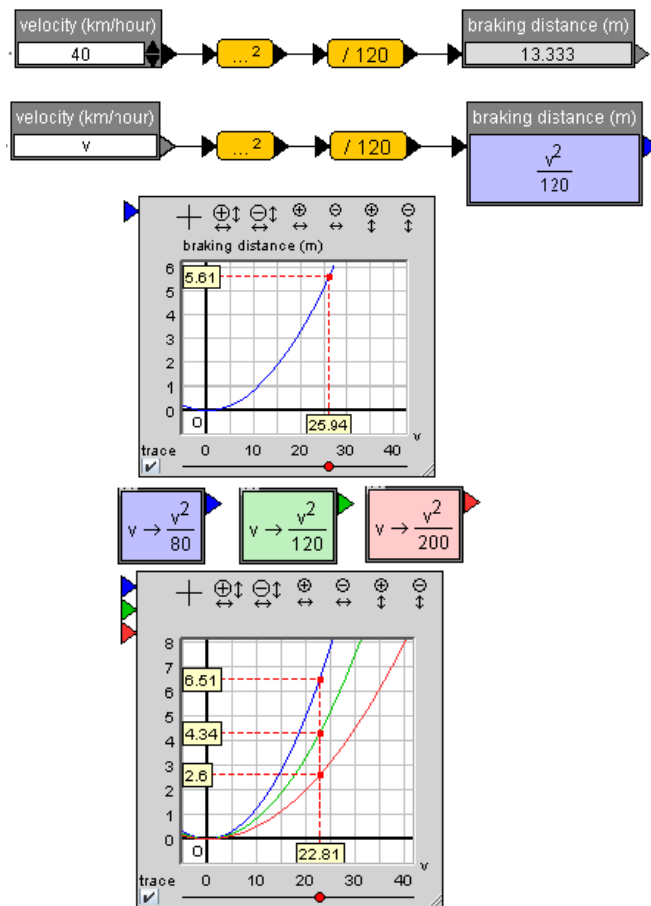 velocity (km/hour)
braking distance (m)
40
... ²
/ 120
13.333
velocity (km/hour)
braking distance (m)
v
... ²
/ 120
v²
120
braking distance (m)
6
5.61
5
4
3
2
1
0
O
25.94
v
trace
0 10 20 30 40
v → v²/80
v → v²/120
v → v²/200
8
7
6.51
6
5
4.34
4
3
2.6
2
1
0
O
22.81
v
trace
0 10 20 30 40